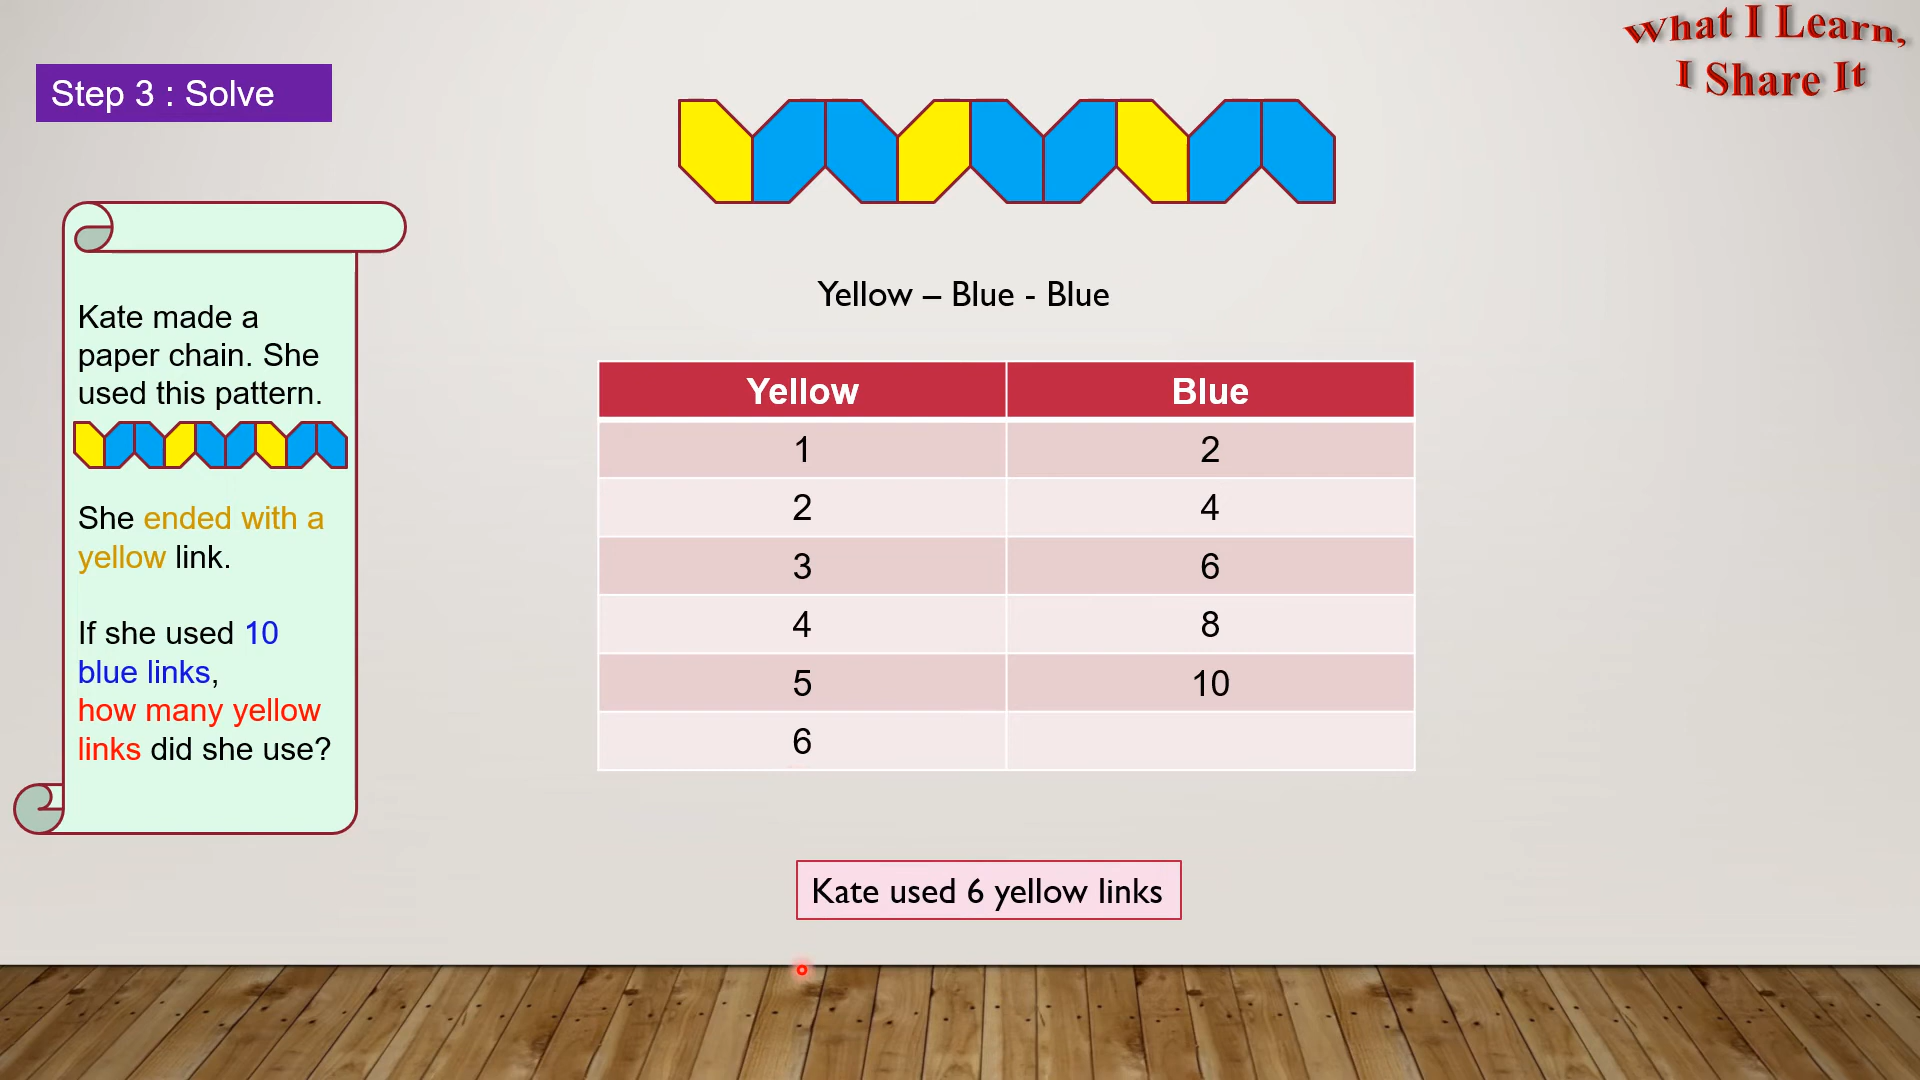 What I Learn,
I Share It
Step 3 : Solve
Kate made a
paper chain. She
used this pattern.
She ended with a
yellow link.
If she used 10
blue links,
how many yellow
links did she use?
Yellow – Blue - Blue
Yellow Blue
1 2
2 4
3 6
4 8
5 10
6
Kate used 6 yellow links